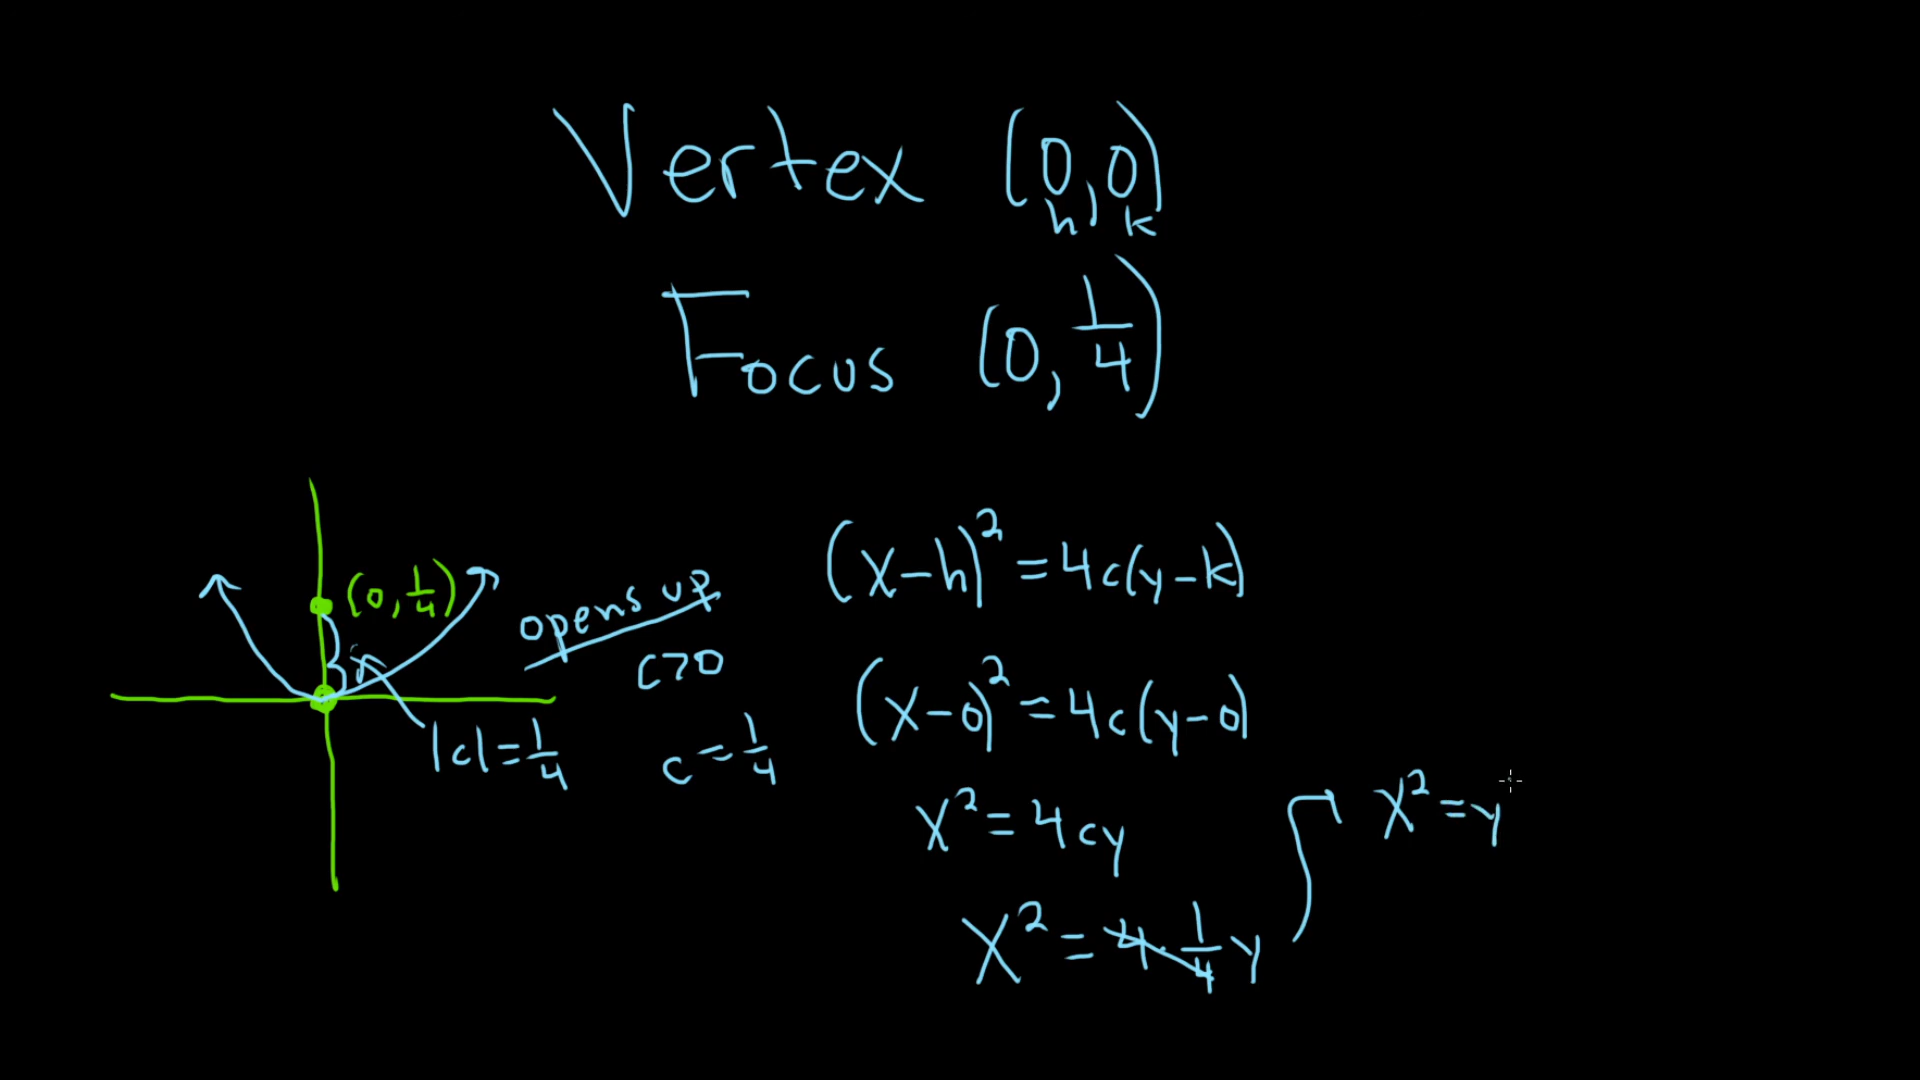 Vertex (0,0)
h, k
Focus (0, 1/4)
(0, 1/4)
opens up
c>0
|c|=1/4
c=1/4
(x-h)²=4c(y-k)
(x-0)²=4c(y-0)
x²=4cy
x²=4·1/4y
x²=y